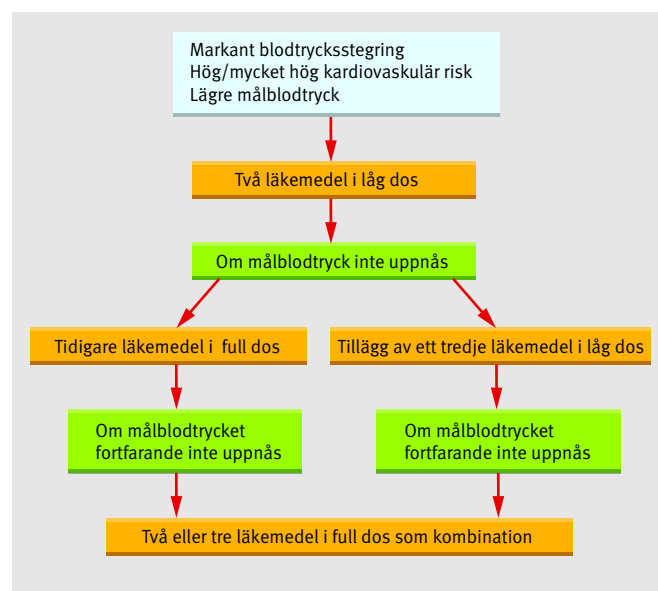 Markant blodtrycksstegring
Hög/mycket hög kardiovaskulär risk
Lägre målblodtryck
Två läkemedel i låg dos
Om målblodtryck inte uppnås
Tidigare läkemedel i full dos
Tillägg av ett tredje läkemedel i låg dos
Om målblodtrycket
fortfarande inte uppnås
Om målblodtrycket
fortfarande inte uppnås
Två eller tre läkemedel i full dos som kombination